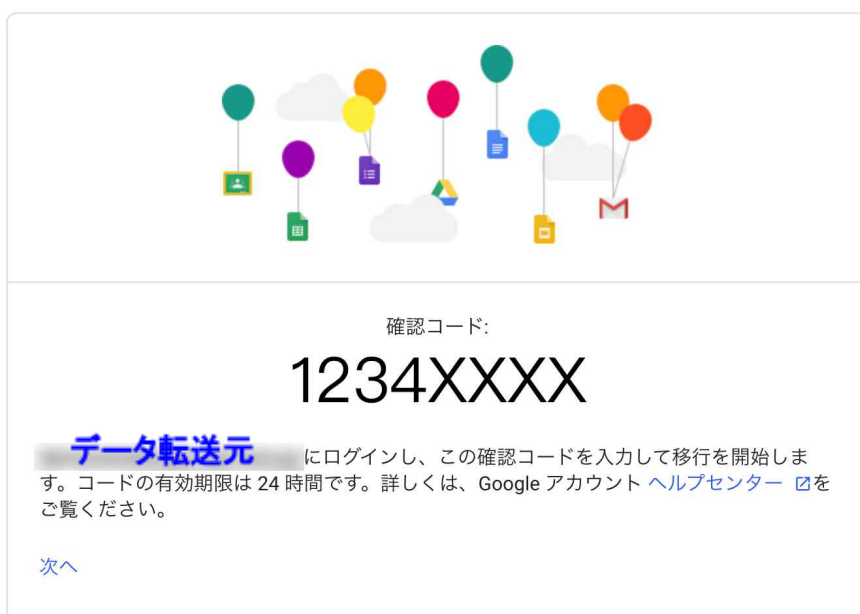 確認コード:
1234XXXX
データ転送元 にログインし、この確認コードを入力して移行を開始しま
す。コードの有効期限は 24 時間です。詳しくは、Google アカウント ヘルプセンター を
ご覧ください。
次へ